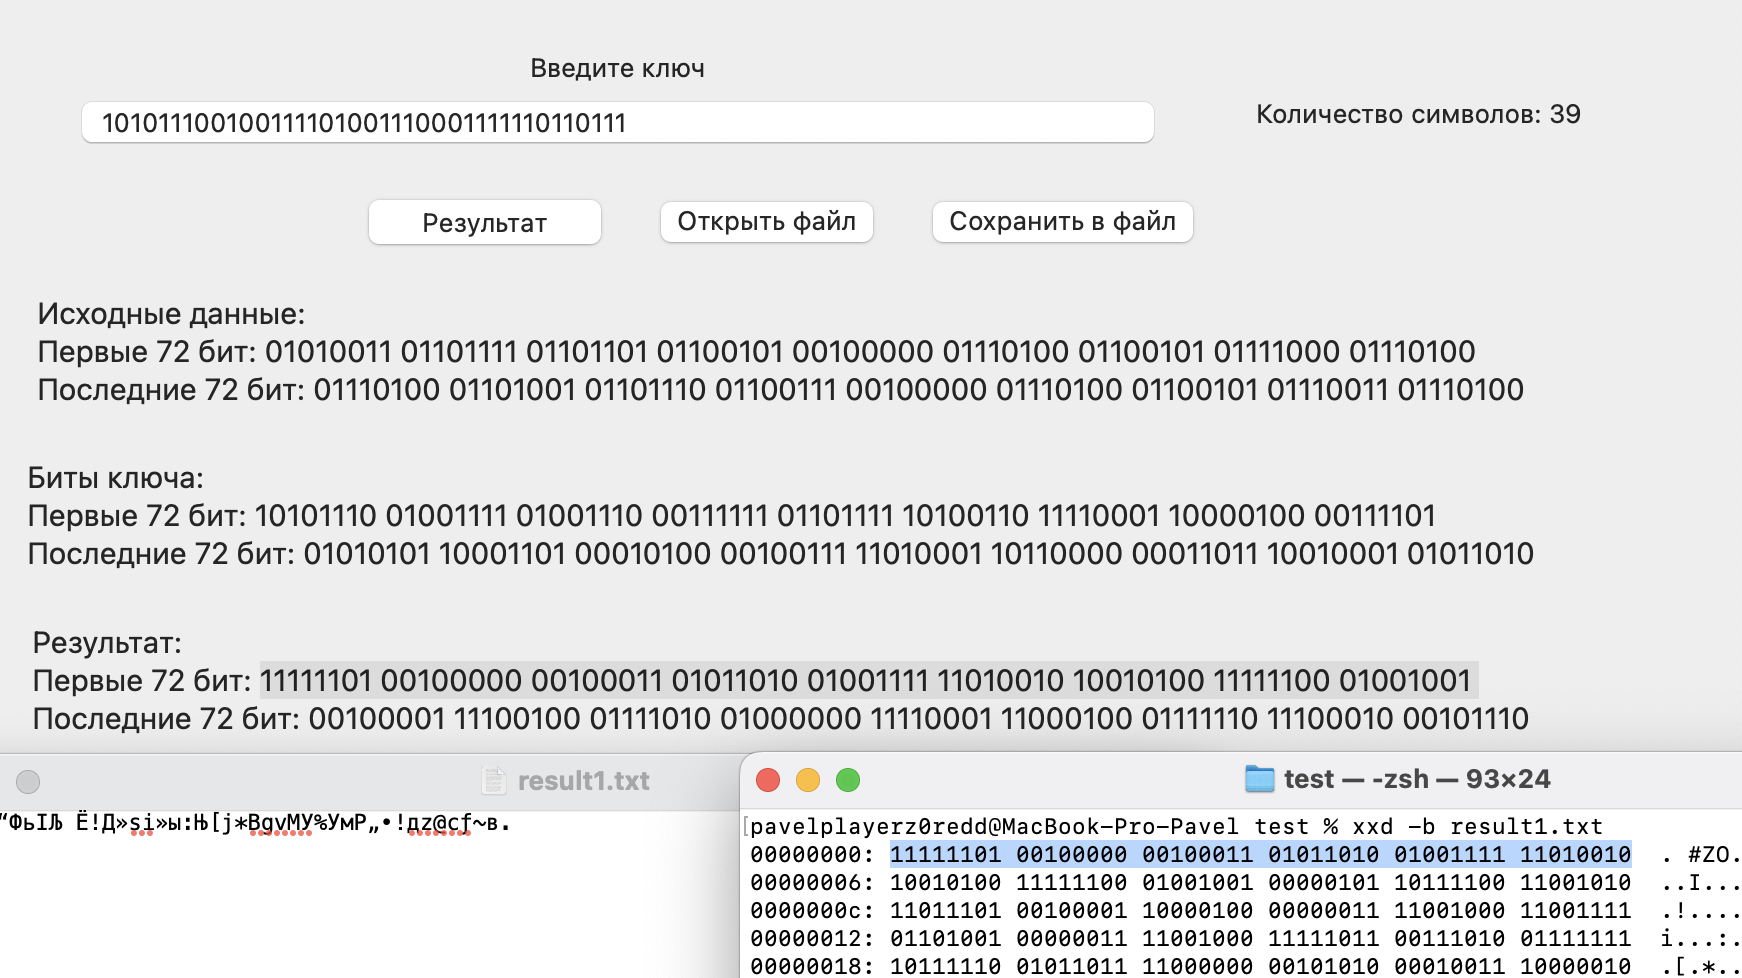 Введите ключ
101011100100111101001110001111110110111
Количество символов: 39
Результат
Открыть файл
Сохранить в файл
Исходные данные:
Первые 72 бит: 01010011 01101111 01101101 01100101 00100000 01110100 01100101 01111000 01110100
Последние 72 бит: 01110100 01101001 01101110 01100111 00100000 01110100 01100101 01110011 01110100
Биты ключа:
Первые 72 бит: 10101110 01001111 01001110 00111111 01101111 10100110 11110001 10000100 00111101
Последние 72 бит: 01010101 10001101 00010100 00100111 11010001 10110000 00011011 10010001 01011010
Результат:
Первые 72 бит: 11111101 00100000 00100011 01011010 01001111 11010010 10010100 11111100 01001001
Последние 72 бит: 00100001 11100100 01111010 01000000 11110001 11000100 01111110 11100010 00101110
result1.txt
“ФьIЉ Ё!Д»si»ы:Њ[j*BgvМУ%УмР„•!дz@cƒ~в.
test — -zsh — 93×24
[pavelplayerz0redd@MacBook-Pro-Pavel test % xxd -b result1.txt
00000000: 11111101 00100000 00100011 01011010 01001111 11010010 . #ZO.
00000006: 10010100 11111100 01001001 00000101 10111100 11001010 ..I...
0000000c: 11011101 00100001 10000100 00000011 11001000 11001111 .!....
00000012: 01101001 00000011 11001000 11111011 00111010 01111111 i...:.
00000018: 10111110 01011011 11000000 00101010 00010011 10000010 .[.*..